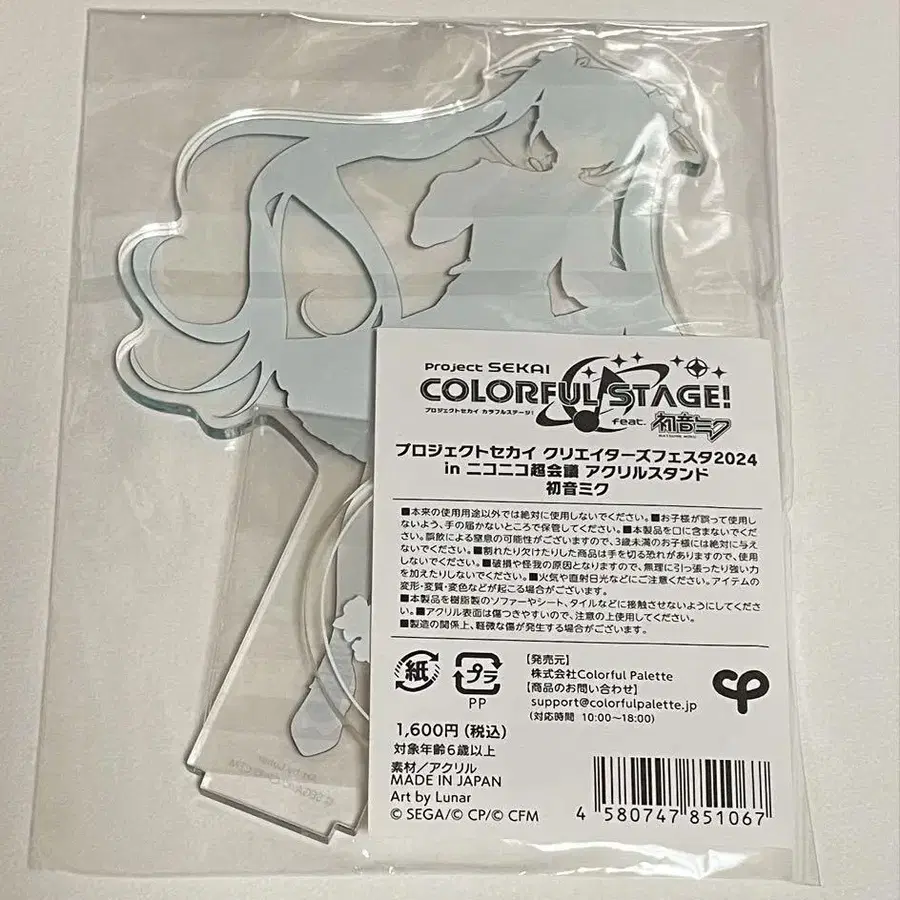 Project SEKAI
COLORFUL STAGE!
プロジェクトセカイ カラフルステージ!
feat. 初音ミク
HATSUNE MIKU
プロジェクトセカイ クリエイターズフェスタ2024
in ニコニコ超会議 アクリルスタンド
初音ミク
■本来の使用用途以外では絶対に使用しないでください。■お子様が誤って使用し
ないよう、手の届かないところで保管してください。■本製品を口に含まないでくだ
さい。誤飲による窒息の可能性がございますので、3歳未満のお子様には絶対に与え
ないでください。■割れたり欠けたりした商品は手を切る恐れがありますので、使用
しないでください。■破損や怪我の原因となりますので、無理に引っ張ったり強い力
を加えたりしないでください。■火気や直射日光などにご注意ください。アイテムの
変形・変質・変色などが起こる場合がございます。
■本製品を樹脂製のソファーやシート、タイルなどに接触させないようにしてくださ
い。■アクリル表面は傷つきやすいので、注意の上使用してください。
■製造の関係上、軽微な傷が発生する場合がございます。
紙
プラ
PP
【発売元】
株式会社Colorful Palette
【商品のお問い合わせ】
support@colorfulpalette.jp
(対応時間 10:00~18:00)
cp
1,600円(税込)
対象年齢6歳以上
素材/アクリル
MADE IN JAPAN
Art by Lunar
© SEGA/© CP/© CFM
4 580747 851067
Art by Lunar
© SEGA/© CP/© CFM